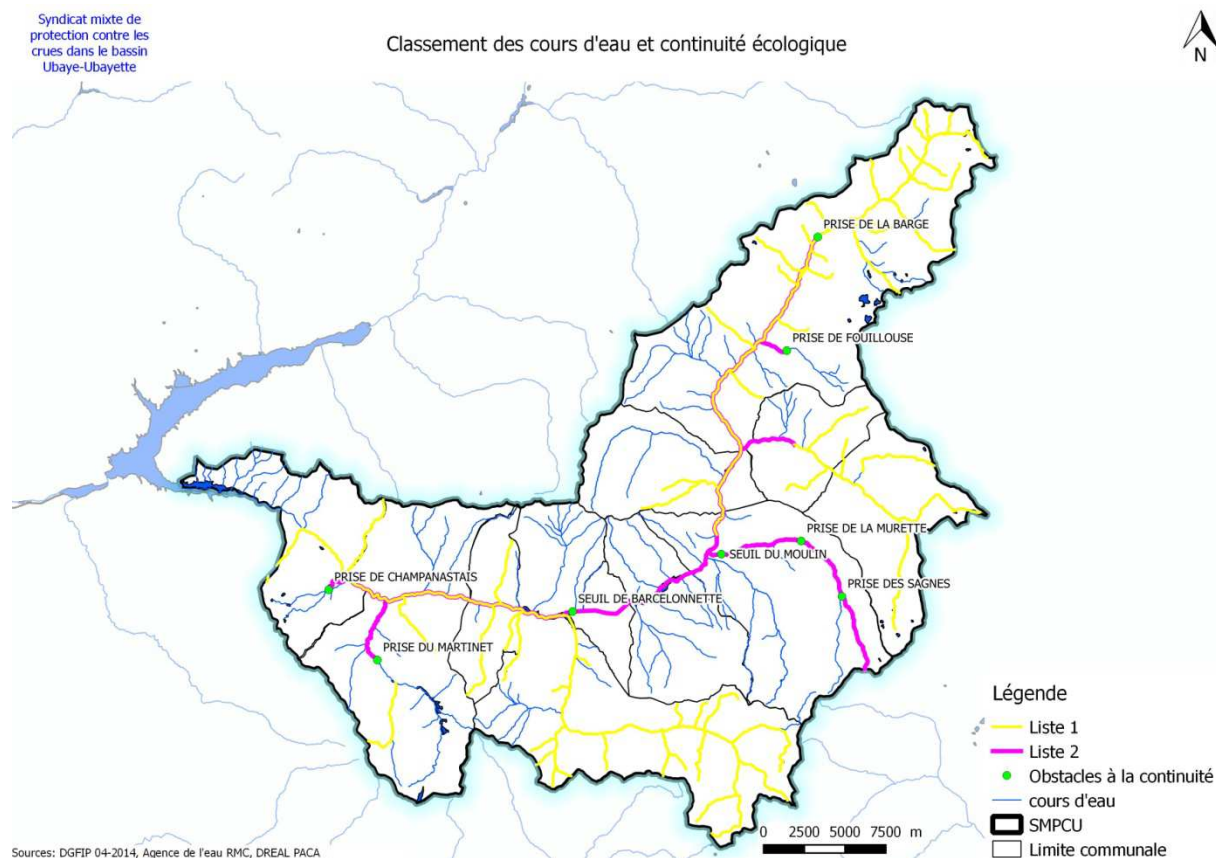 Syndicat mixte de
protection contre les
crues dans le bassin
Ubaye-Ubayette
Classement des cours d'eau et continuité écologique
N
PRISE DE LA BARGE
PRISE DE FOUILLOUSE
PRISE DE LA MURETTE
SEUIL DU MOULIN
PRISE DE CHAMPANASTAIS
PRISE DES SAGNES
SEUIL DE BARCELONNETTE
PRISE DU MARTINET
Légende
Liste 1
Liste 2
Obstacles à la continuité
cours d'eau
SMPCU
Limite communale
0 2500 5000 7500 m
Sources: DGFIP 04-2014, Agence de l'eau RMC, DREAL PACA